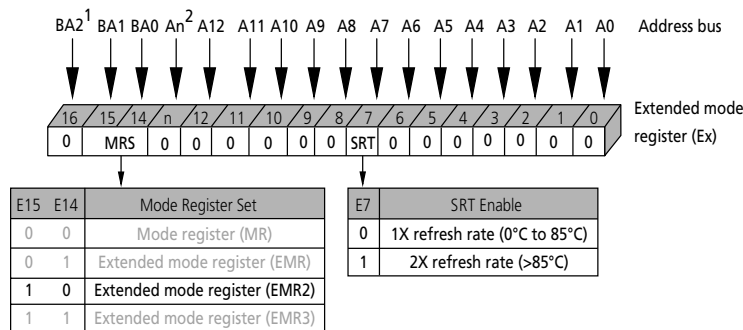 BA2¹ BA1 BA0 An² A12 A11 A10 A9 A8 A7 A6 A5 A4 A3 A2 A1 A0 Address bus
16 15 14 n 12 11 10 9 8 7 6 5 4 3 2 1 0 Extended mode
0 MRS 0 0 0 0 0 0 SRT 0 0 0 0 0 0 0 register (Ex)
E15 E14 Mode Register Set
0 0 Mode register (MR)
0 1 Extended mode register (EMR)
1 0 Extended mode register (EMR2)
1 1 Extended mode register (EMR3)
E7 SRT Enable
0 1X refresh rate (0°C to 85°C)
1 2X refresh rate (>85°C)